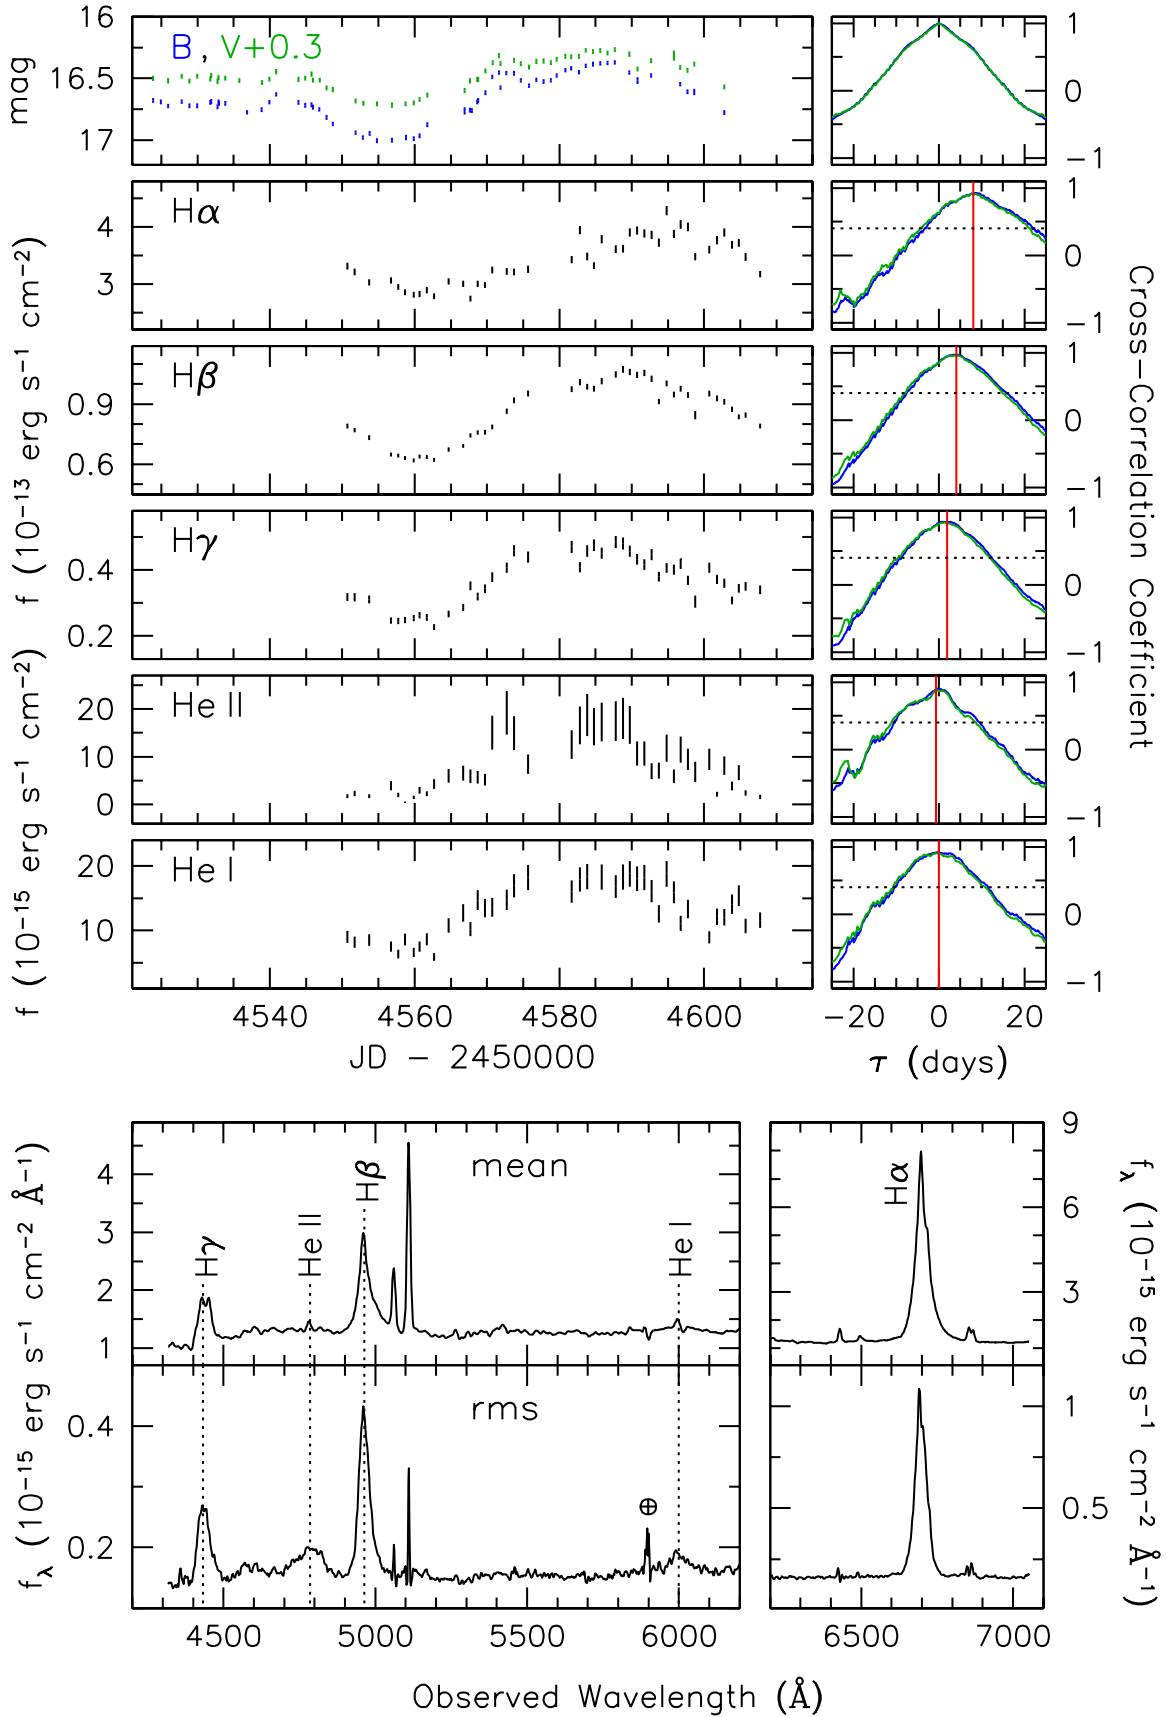 B , V+0.3
mag
16
16.5
17
1
0
−1
Hα
4
3
1
0
−1
Hβ
0.9
0.6
1
0
−1
Hγ
0.4
0.2
1
0
−1
He II
20
10
0
1
0
−1
He I
20
10
1
0
−1
f (10−15 erg s−1 cm−2) f (10−13 erg s−1 cm−2)
Cross−Correlation Coefficient
4540 4560 4580 4600
JD − 2450000
−20 0 20
τ (days)
mean
Hγ
He II
Hβ
He I
Hα
4
3
2
1
9
6
3
rms
⊕
0.4
0.2
1
0.5
fλ (10−15 erg s−1 cm−2 Å−1)
fλ (10−15 erg s−1 cm−2 Å−1)
4500 5000 5500 6000 6500 7000
Observed Wavelength (Å)